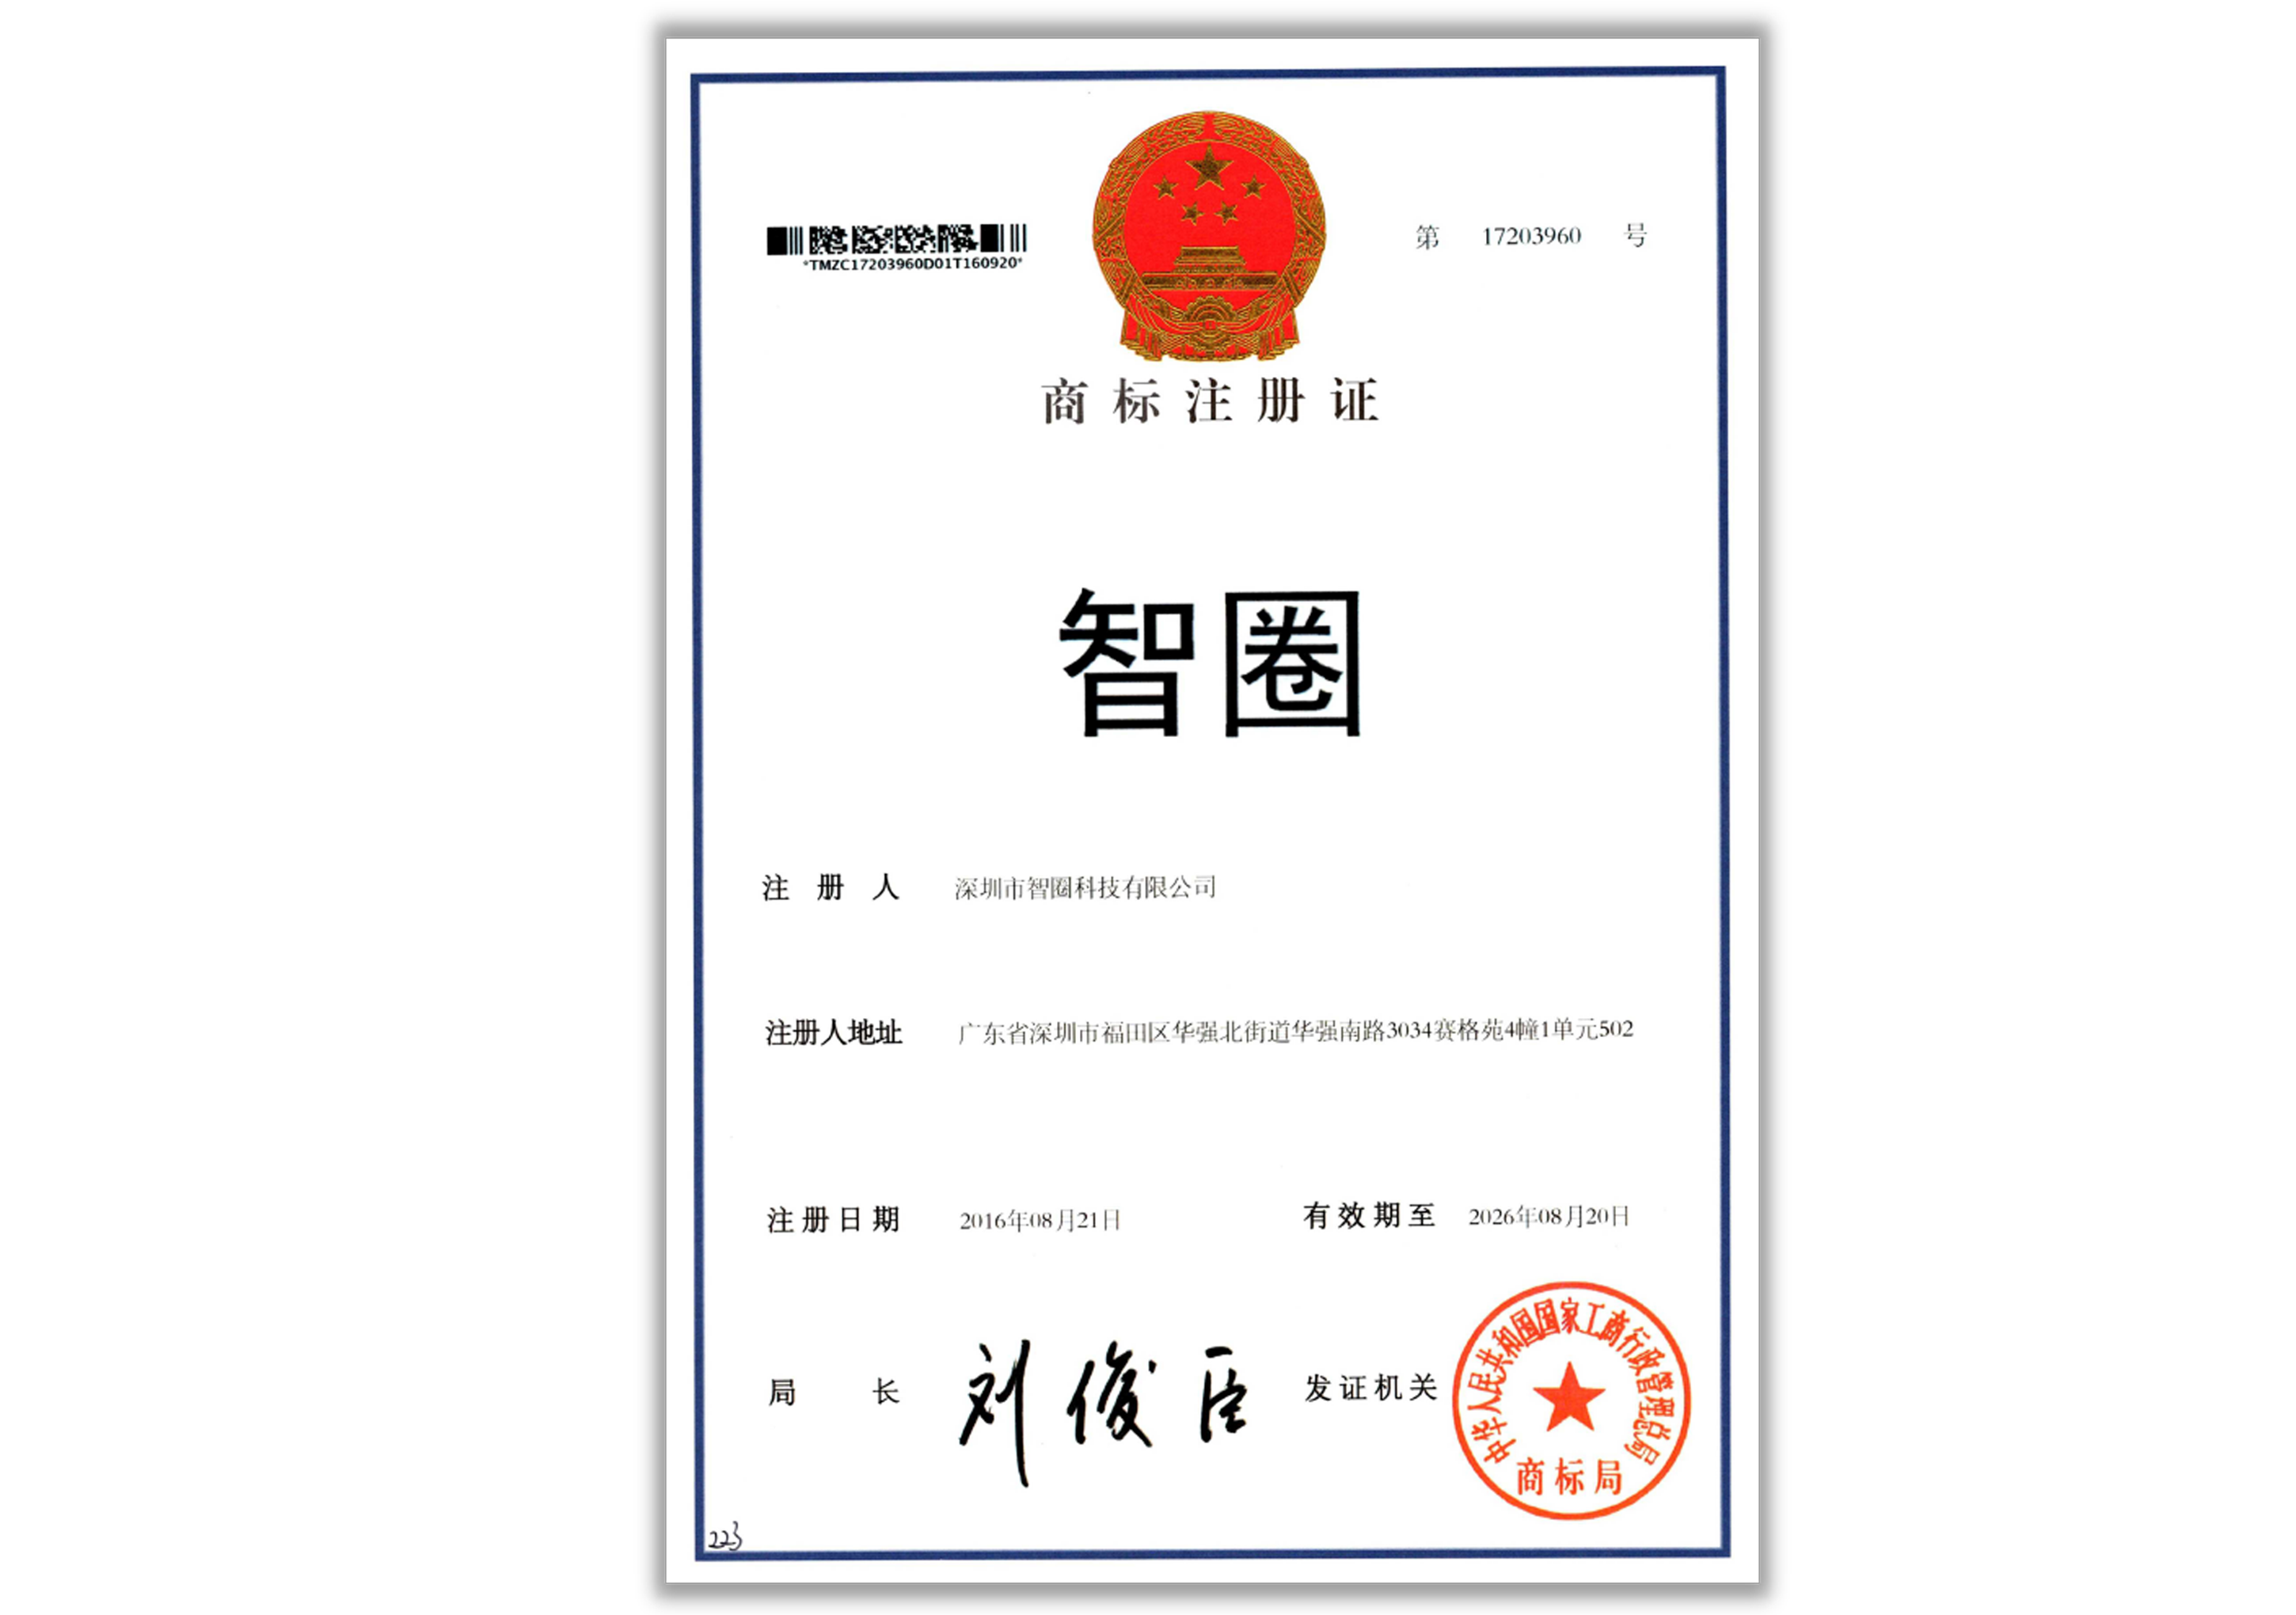 *TMZC17203960D01T160920*
第 17203960 号
商标注册证
智圈
注册人 深圳市智圈科技有限公司
注册人地址 广东省深圳市福田区华强北街道华强南路3034赛格苑4幢1单元502
注册日期 2016年08月21日 有效期至 2026年08月20日
局长 刘俊臣 发证机关
中华人民共和国国家工商行政管理总局
商标局
223